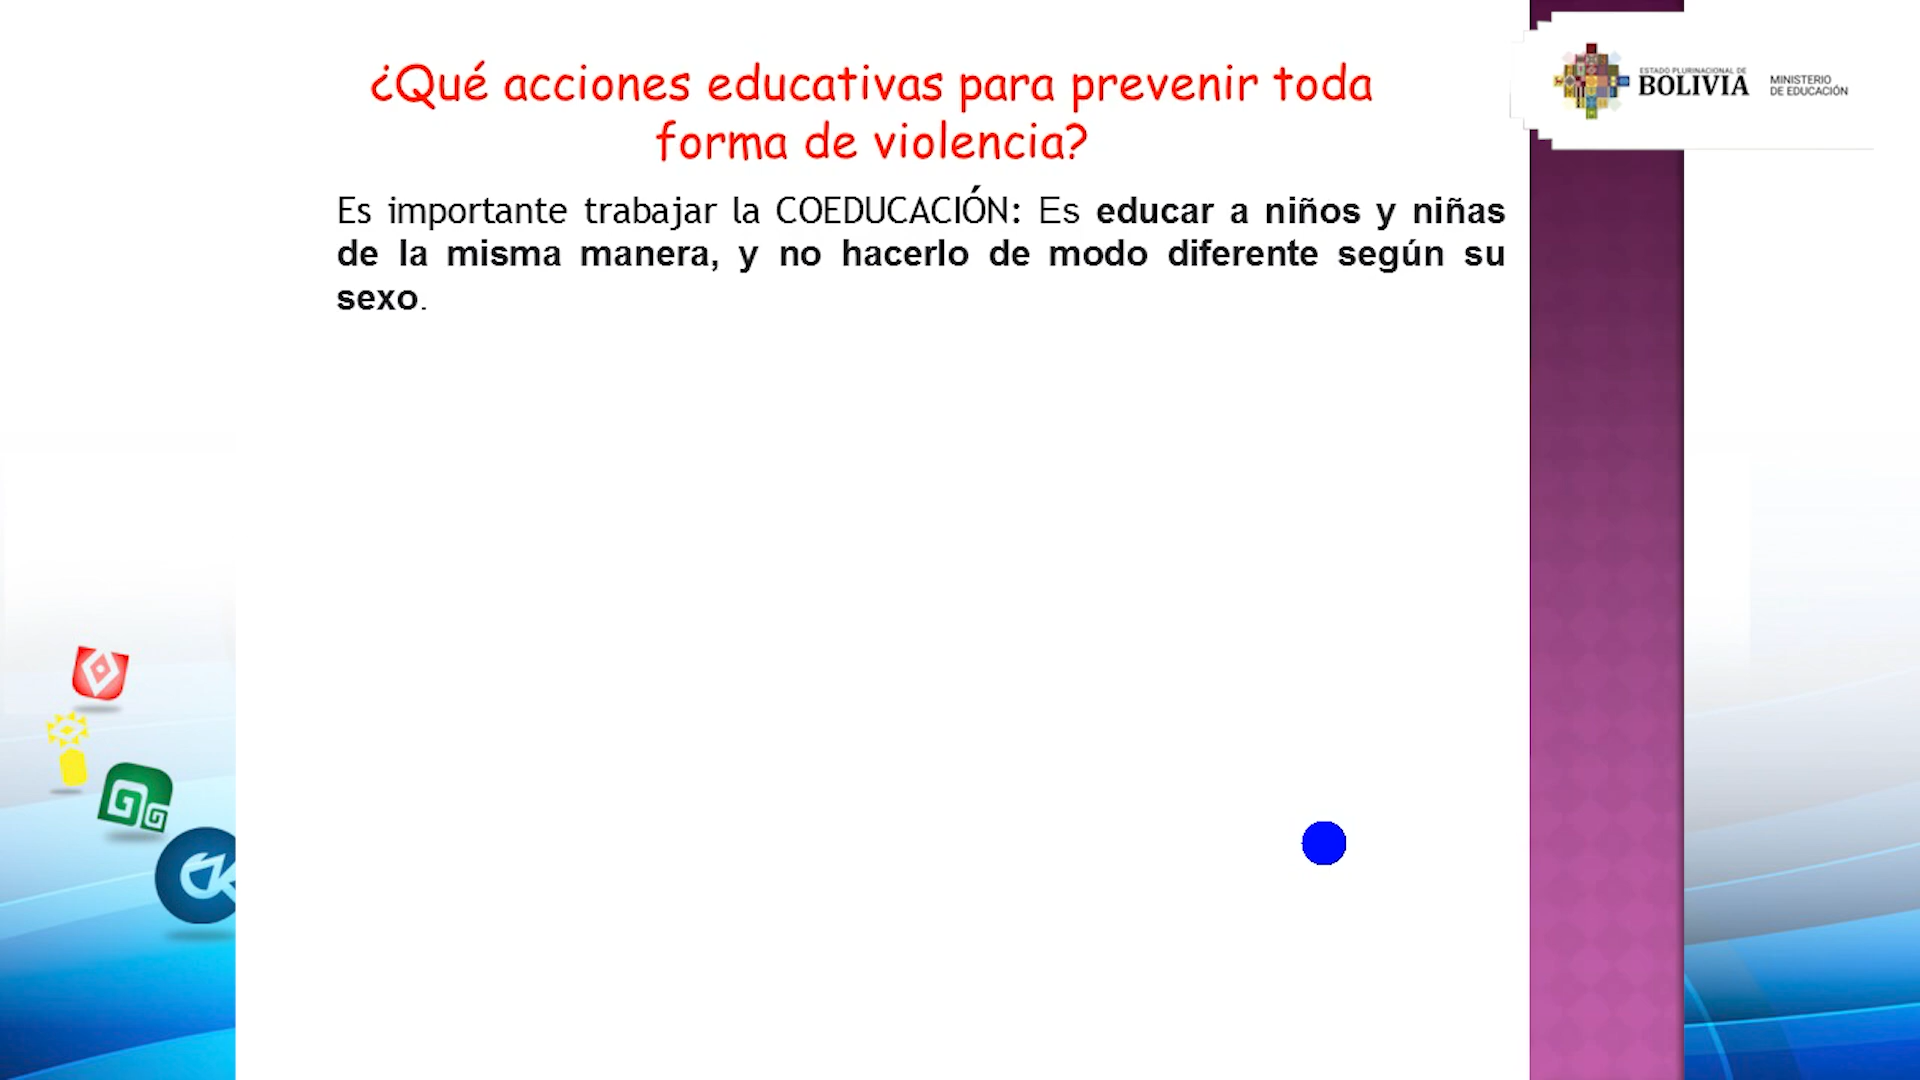 ¿Qué acciones educativas para prevenir toda
forma de violencia?
Es importante trabajar la COEDUCACIÓN: Es educar a niños y niñas
de la misma manera, y no hacerlo de modo diferente según su
sexo.
ESTADO PLURINACIONAL DE
BOLIVIA
MINISTERIO
DE EDUCACIÓN